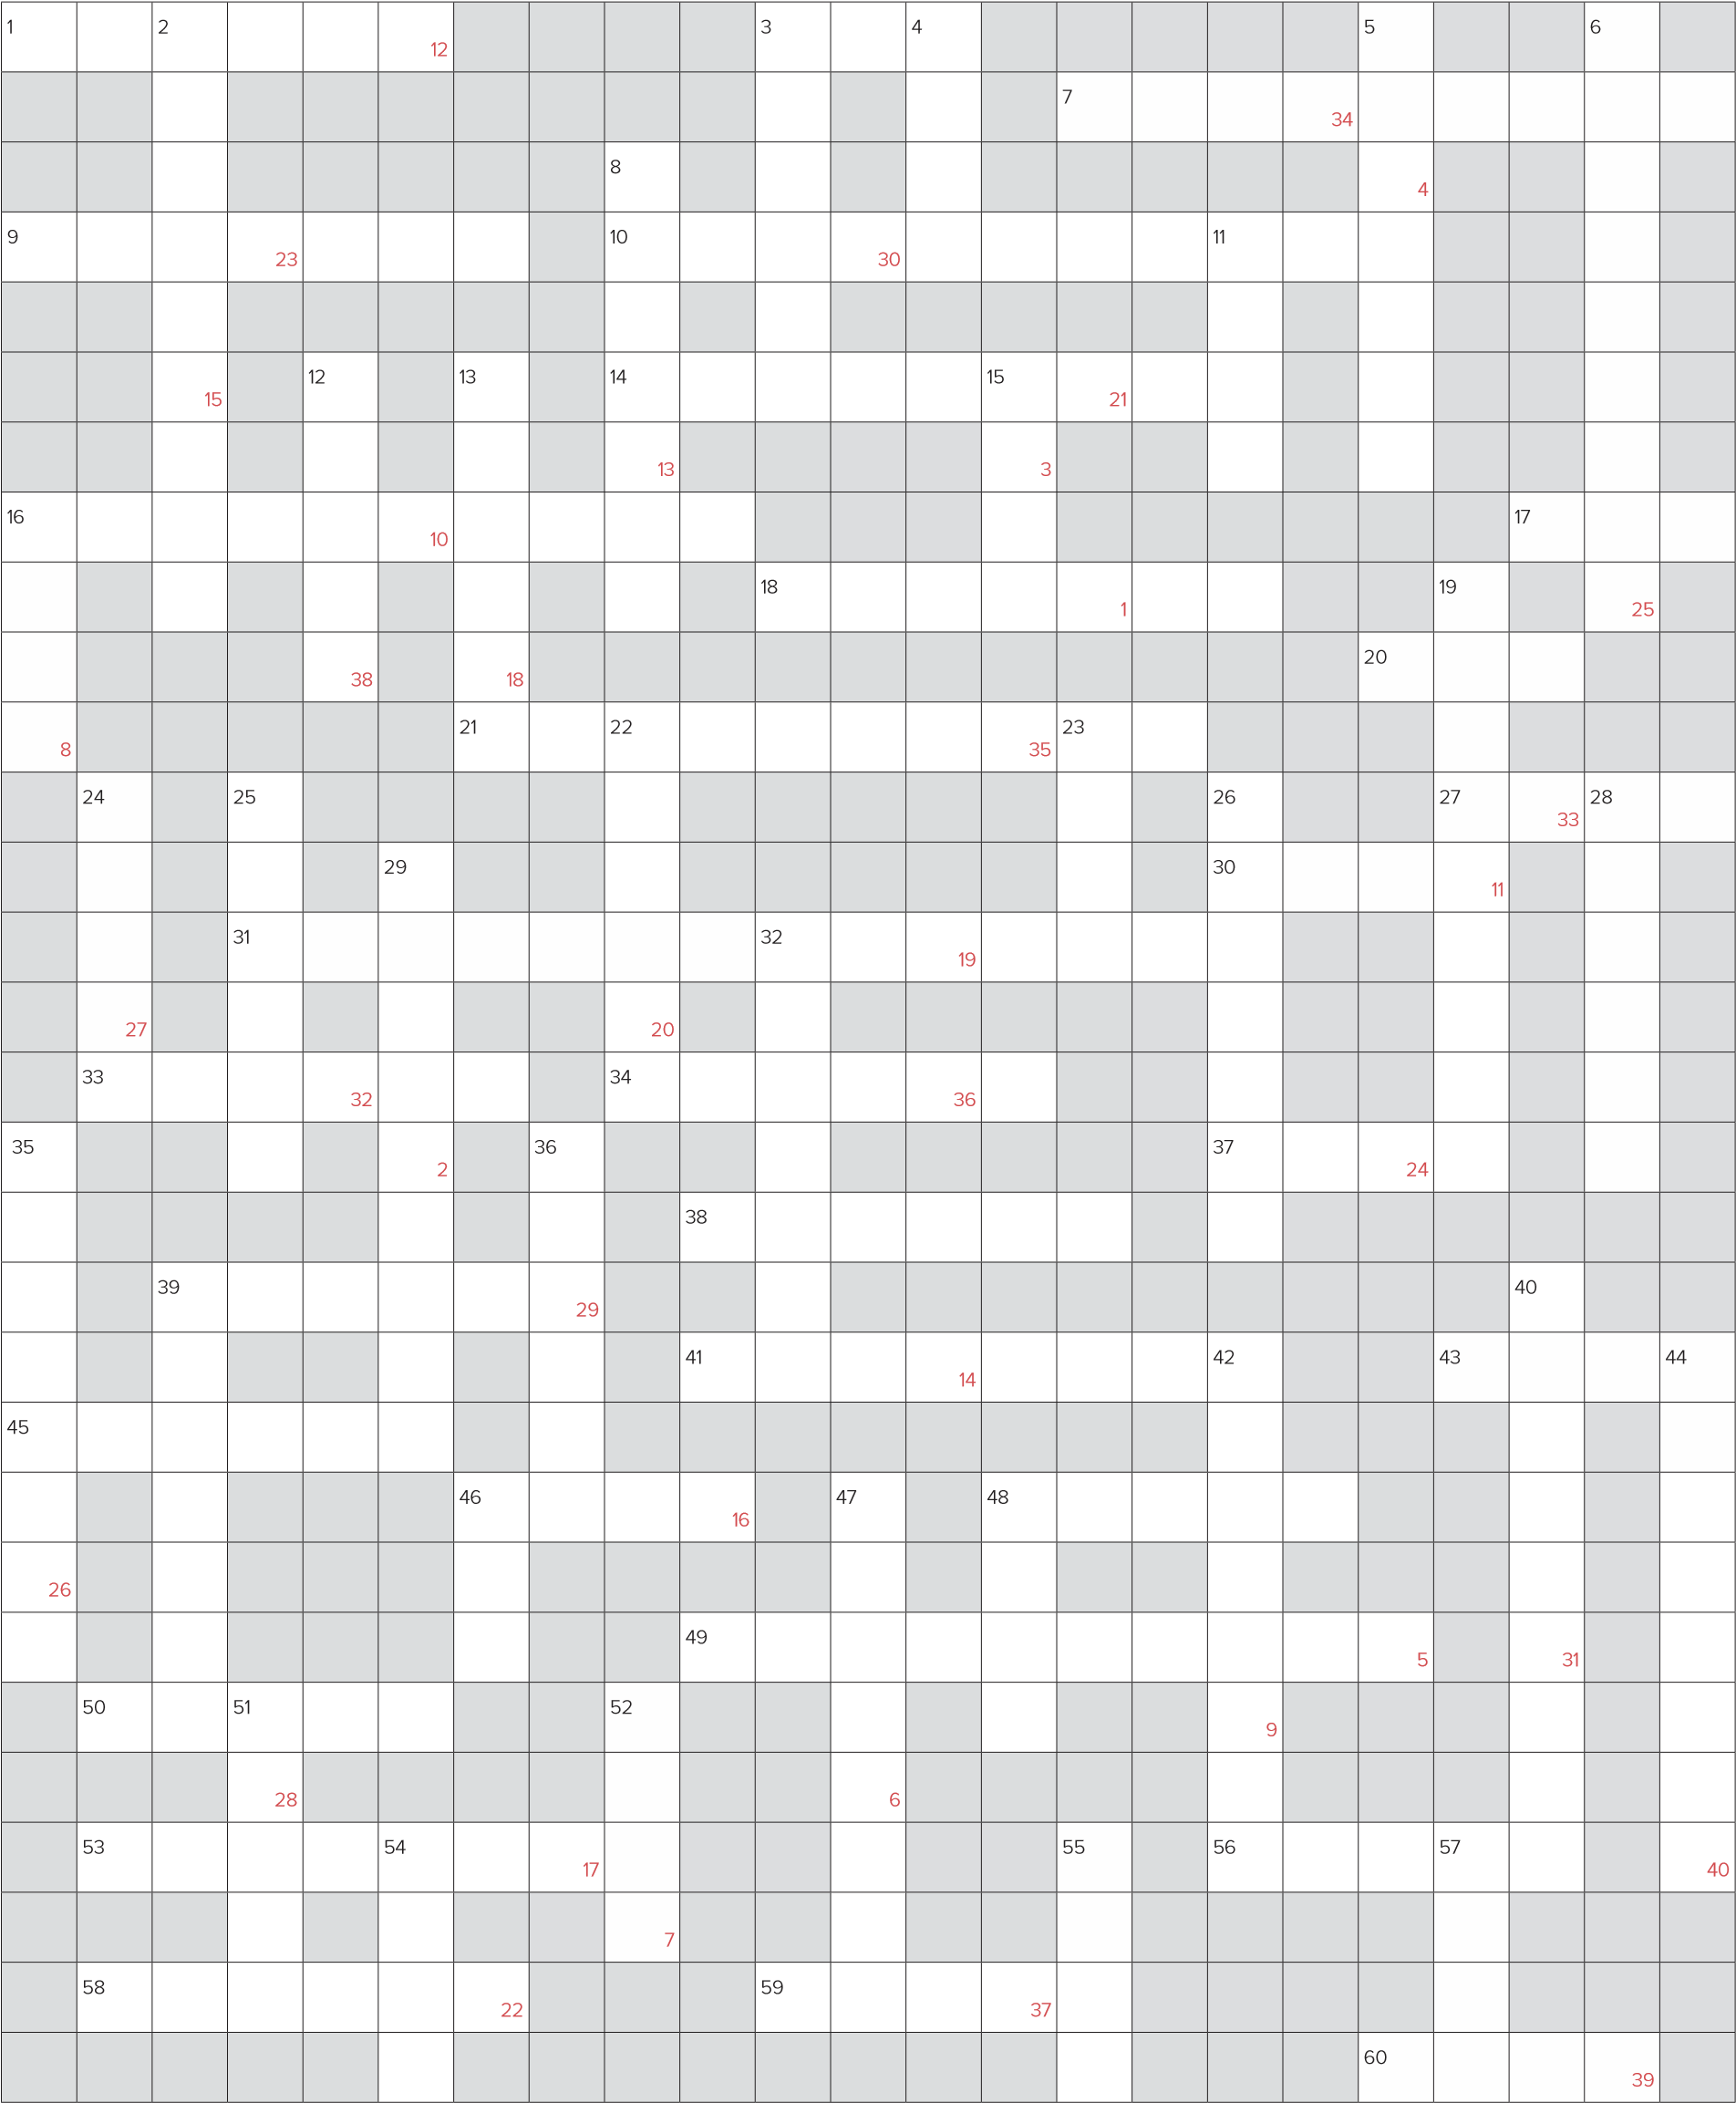 1 2 12 3 4 5 6
7 34
8 4
9 23 10 30 11
15 12 13 14 15 21
13 3
16 10 17
18 1 19 25
38 18 20
8 21 22 35 23
24 25 26 27 33 28
29 30 11
31 32 19
27 20
33 32 34 36
35 2 36 37 24
38
39 29 40
41 14 42 43 44
45
46 16 47 48
26
49 5 31
50 51 52 9
28 6
53 54 17 55 56 57 40
7
58 22 59 37
60 39